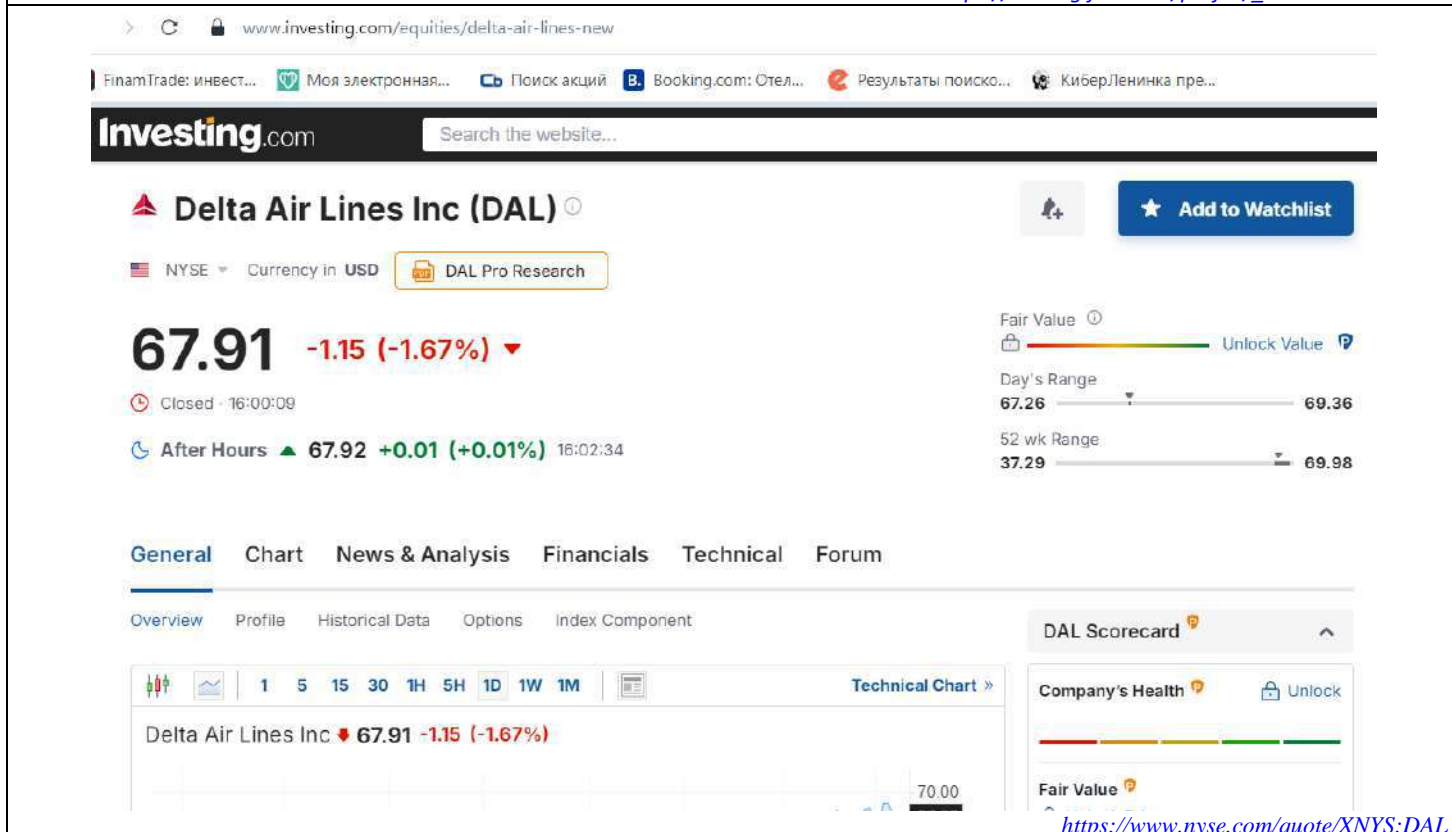 www.investing.com/equities/delta-air-lines-new
FinamTrade: инвест... Моя электронная... Сb Поиск акций B. Booking.com: Отел... Результаты поиско... КиберЛенинка пре...
Investing.com Search the website...
Delta Air Lines Inc (DAL)
Add to Watchlist
NYSE Currency in USD DAL Pro Research
67.91 -1.15 (-1.67%)
Fair Value
Unlock Value
Day's Range
67.26 69.36
Closed · 16:00:09
52 wk Range
37.29 69.98
After Hours 67.92 +0.01 (+0.01%) 16:02:34
General Chart News & Analysis Financials Technical Forum
Overview Profile Historical Data Options Index Component
DAL Scorecard
1 5 15 30 1H 5H 1D 1W 1M Technical Chart »
Company's Health Unlock
Delta Air Lines Inc 67.91 -1.15 (-1.67%)
70.00
Fair Value
https://www.nyse.com/quote/XNYS:DAL